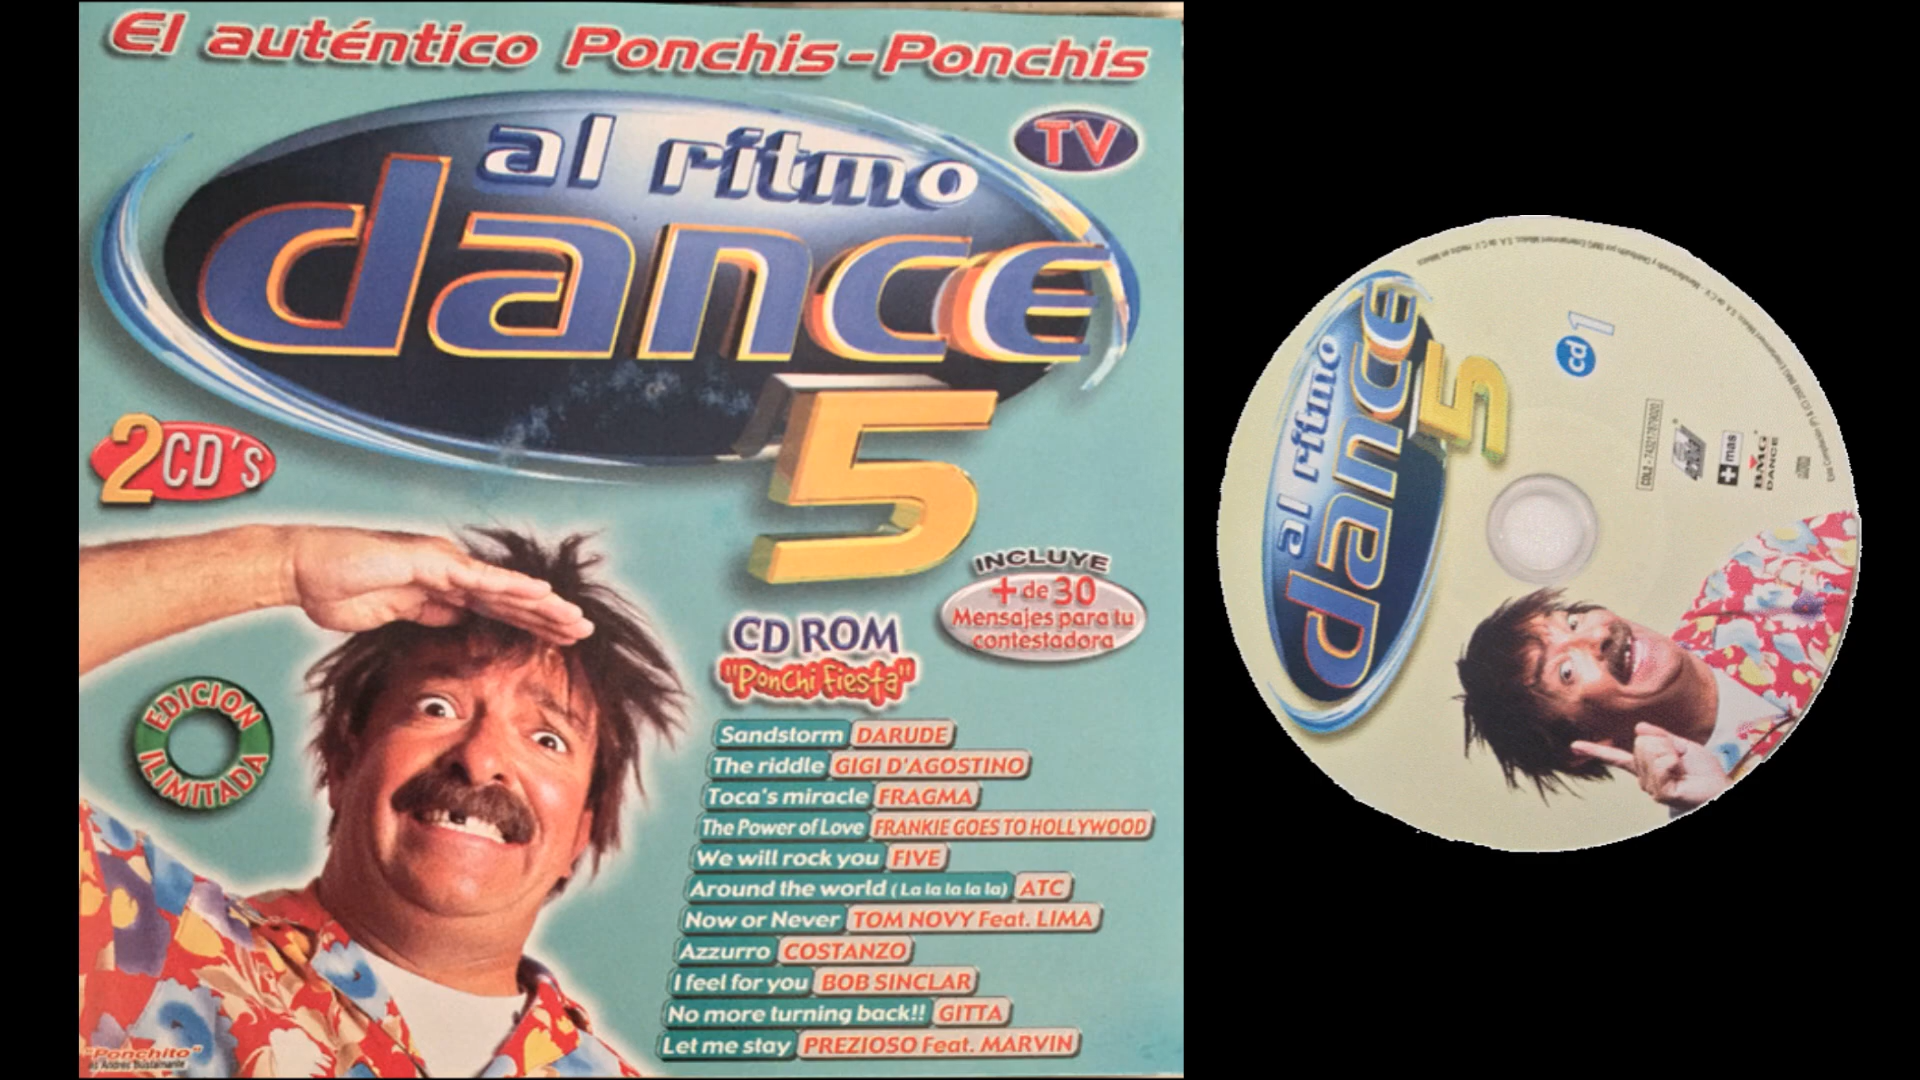 El auténtico Ponchis-Ponchis
TV
al ritmo
dance
5
2CD's
INCLUYE
+ de 30
Mensajes para tu
contestadora
CD ROM
"Ponchi Fiesta"
EDICION
ILIMITADA
Sandstorm DARUDE
The riddle GIGI D'AGOSTINO
Toca's miracle FRAGMA
The Power of Love FRANKIE GOES TO HOLLYWOOD
We will rock you FIVE
Around the world (La la la la la) ATC
Now or Never TOM NOVY Feat. LIMA
Azzurro COSTANZO
I feel for you BOB SINCLAR
No more turning back!! GITTA
Let me stay PREZIOSO Feat. MARVIN
"Ponchito"
es Andrés Bustamante
al ritmo
dance
5
cd 1
+ mas
BMG
DANCE